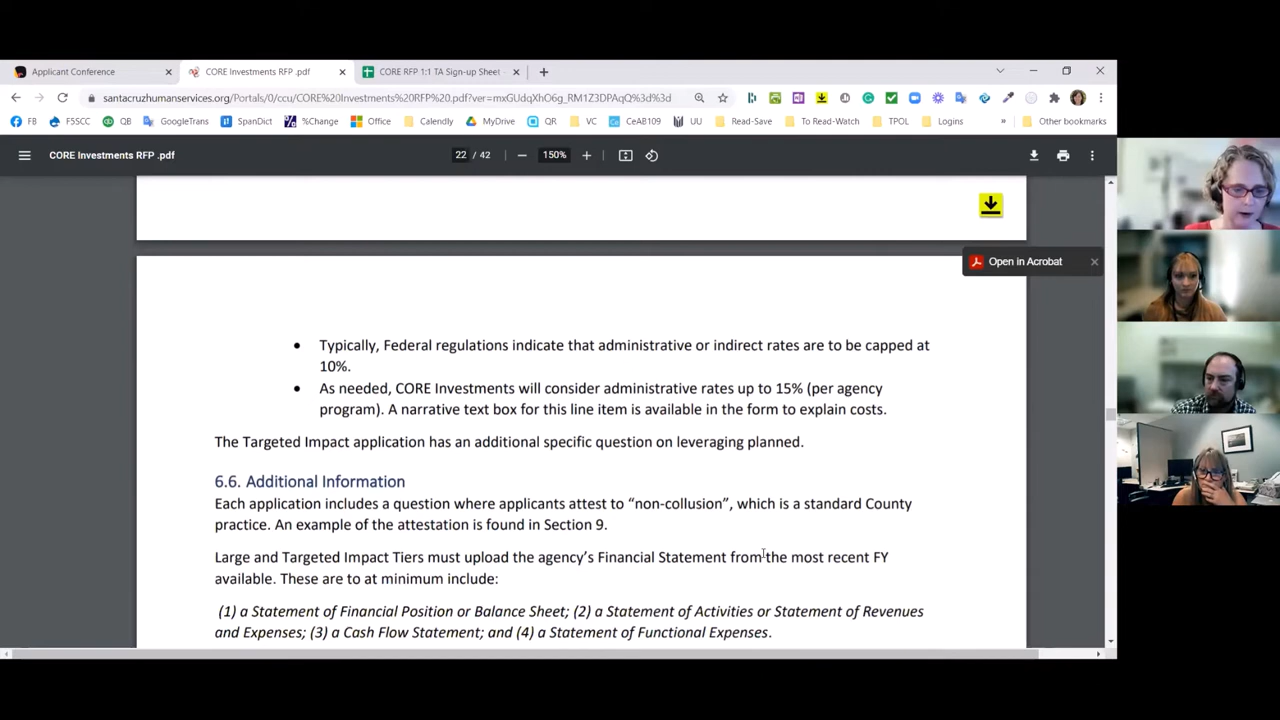 Applicant Conference
CORE Investments RFP .pdf
CORE RFP 1:1 TA Sign-up Sheet -
santacruzhumanservices.org/Portals/0/ccu/CORE%20Investments%20RFP%20.pdf?ver=mxGUdqXhO6g_RM1Z3DPAqQ%3d%3d
FB F5SCC QB GoogleTrans SpanDict %Change Office Calendly MyDrive QR VC CeAB109 UU Read-Save To Read-Watch TPOL Logins » Other bookmarks
CORE Investments RFP .pdf 22 / 42 150%
Open in Acrobat
• Typically, Federal regulations indicate that administrative or indirect rates are to be capped at
10%.
• As needed, CORE Investments will consider administrative rates up to 15% (per agency
program). A narrative text box for this line item is available in the form to explain costs.
The Targeted Impact application has an additional specific question on leveraging planned.
6.6. Additional Information
Each application includes a question where applicants attest to “non-collusion”, which is a standard County
practice. An example of the attestation is found in Section 9.
Large and Targeted Impact Tiers must upload the agency’s Financial Statement from the most recent FY
available. These are to at minimum include:
(1) a Statement of Financial Position or Balance Sheet; (2) a Statement of Activities or Statement of Revenues
and Expenses; (3) a Cash Flow Statement; and (4) a Statement of Functional Expenses.